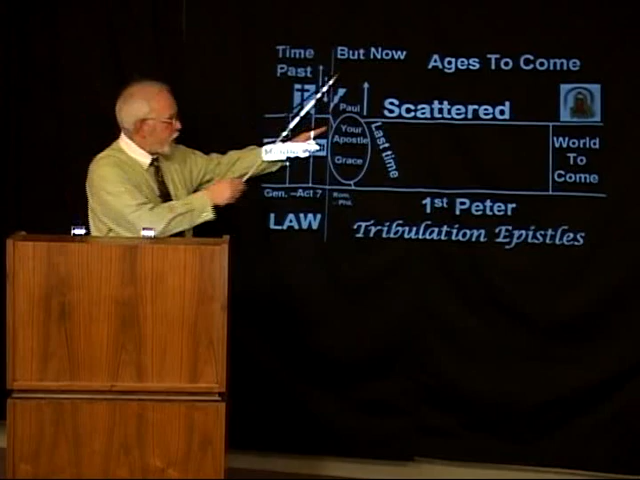 Time
Past
But Now
Ages To Come
Paul
Scattered
Your
Apostle
Grace
Last time
World
To
Come
Gen. –Act 7
Rom.
– Phil.
LAW
1st Peter
Tribulation Epistles